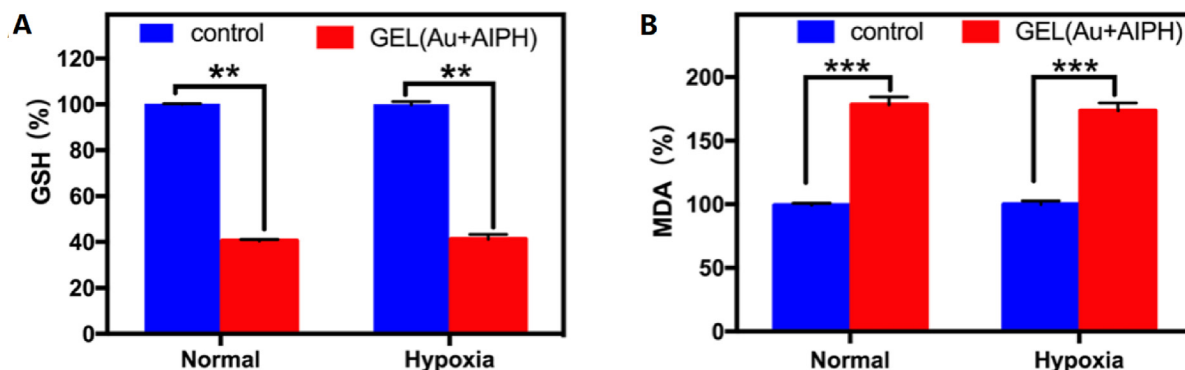 A
control
GEL(Au+AIPH)
120
100
80
60
40
20
0
GSH (%)
**
**
Normal
Hypoxia
B
control
GEL(Au+AIPH)
200
150
100
50
0
MDA (%)
***
***
Normal
Hypoxia